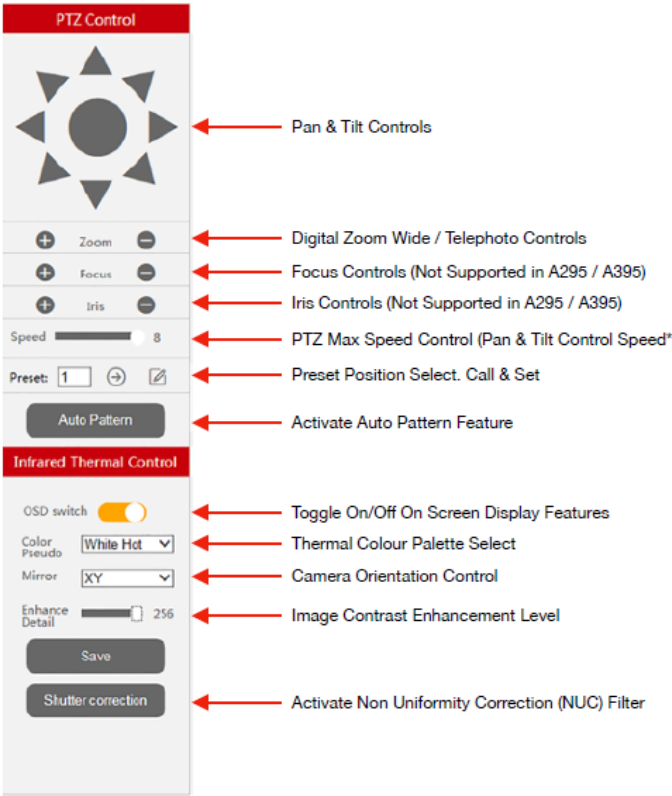 PTZ Control
Pan & Tilt Controls
Zoom
Digital Zoom Wide / Telephoto Controls
Focus
Focus Controls (Not Supported in A295 / A395)
Iris
Iris Controls (Not Supported in A295 / A395)
Speed 8
PTZ Max Speed Control (Pan & Tilt Control Speed*
Preset: 1
Preset Position Select. Call & Set
Auto Pattern
Activate Auto Pattern Feature
Infrared Thermal Control
OSD switch
Toggle On/Off On Screen Display Features
Color
Pseudo
White Hot
Thermal Colour Palette Select
Mirror XY
Camera Orientation Control
Enhance
Detail
256
Image Contrast Enhancement Level
Save
Shutter correction
Activate Non Uniformity Correction (NUC) Filter